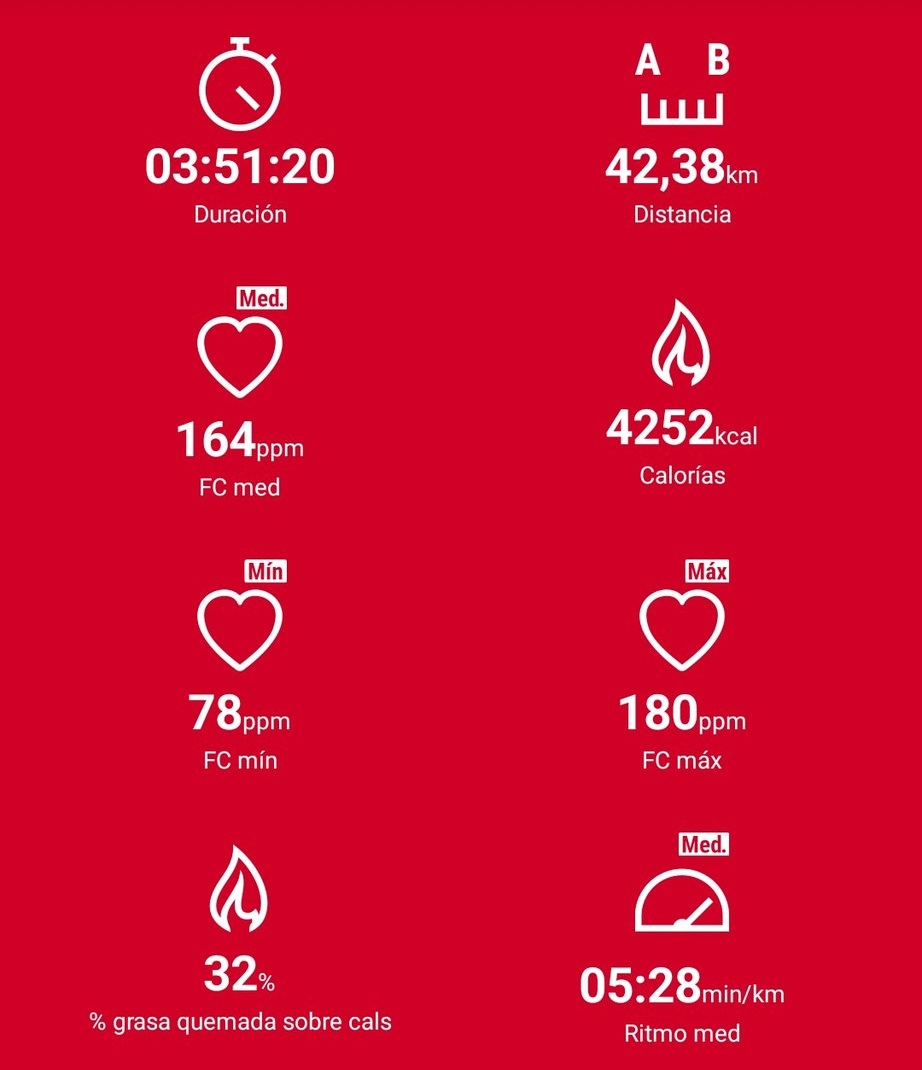 A B
03:51:20
Duración
42,38km
Distancia
Med.
164ppm
FC med
4252kcal
Calorías
Mín
78ppm
FC mín
Máx
180ppm
FC máx
32%
% grasa quemada sobre cals
Med.
05:28min/km
Ritmo med